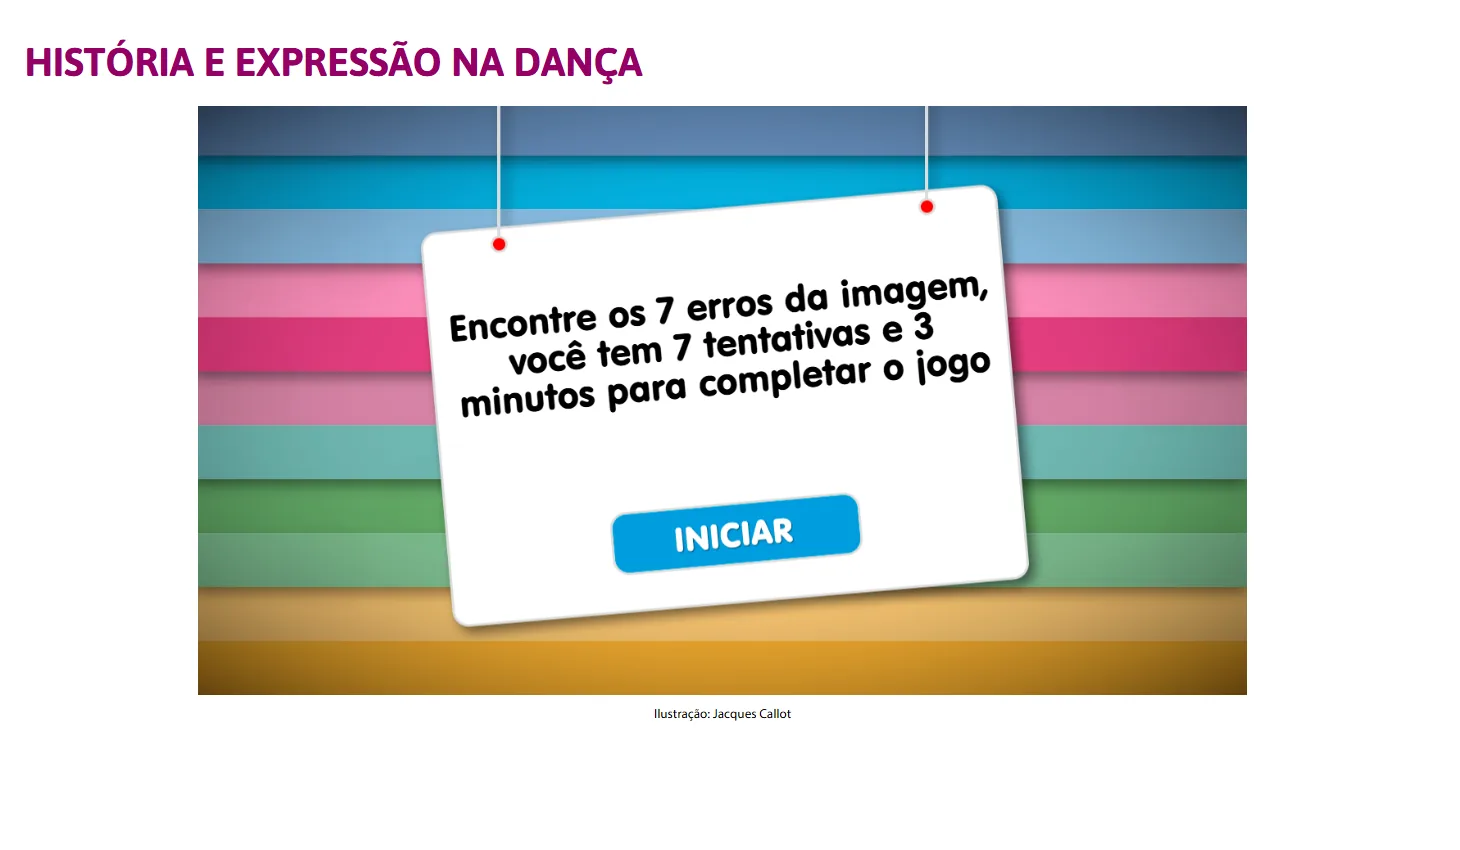 HISTÓRIA E EXPRESSÃO NA DANÇA
Encontre os 7 erros da imagem,
você tem 7 tentativas e 3
minutos para completar o jogo
INICIAR
Ilustração: Jacques Callot